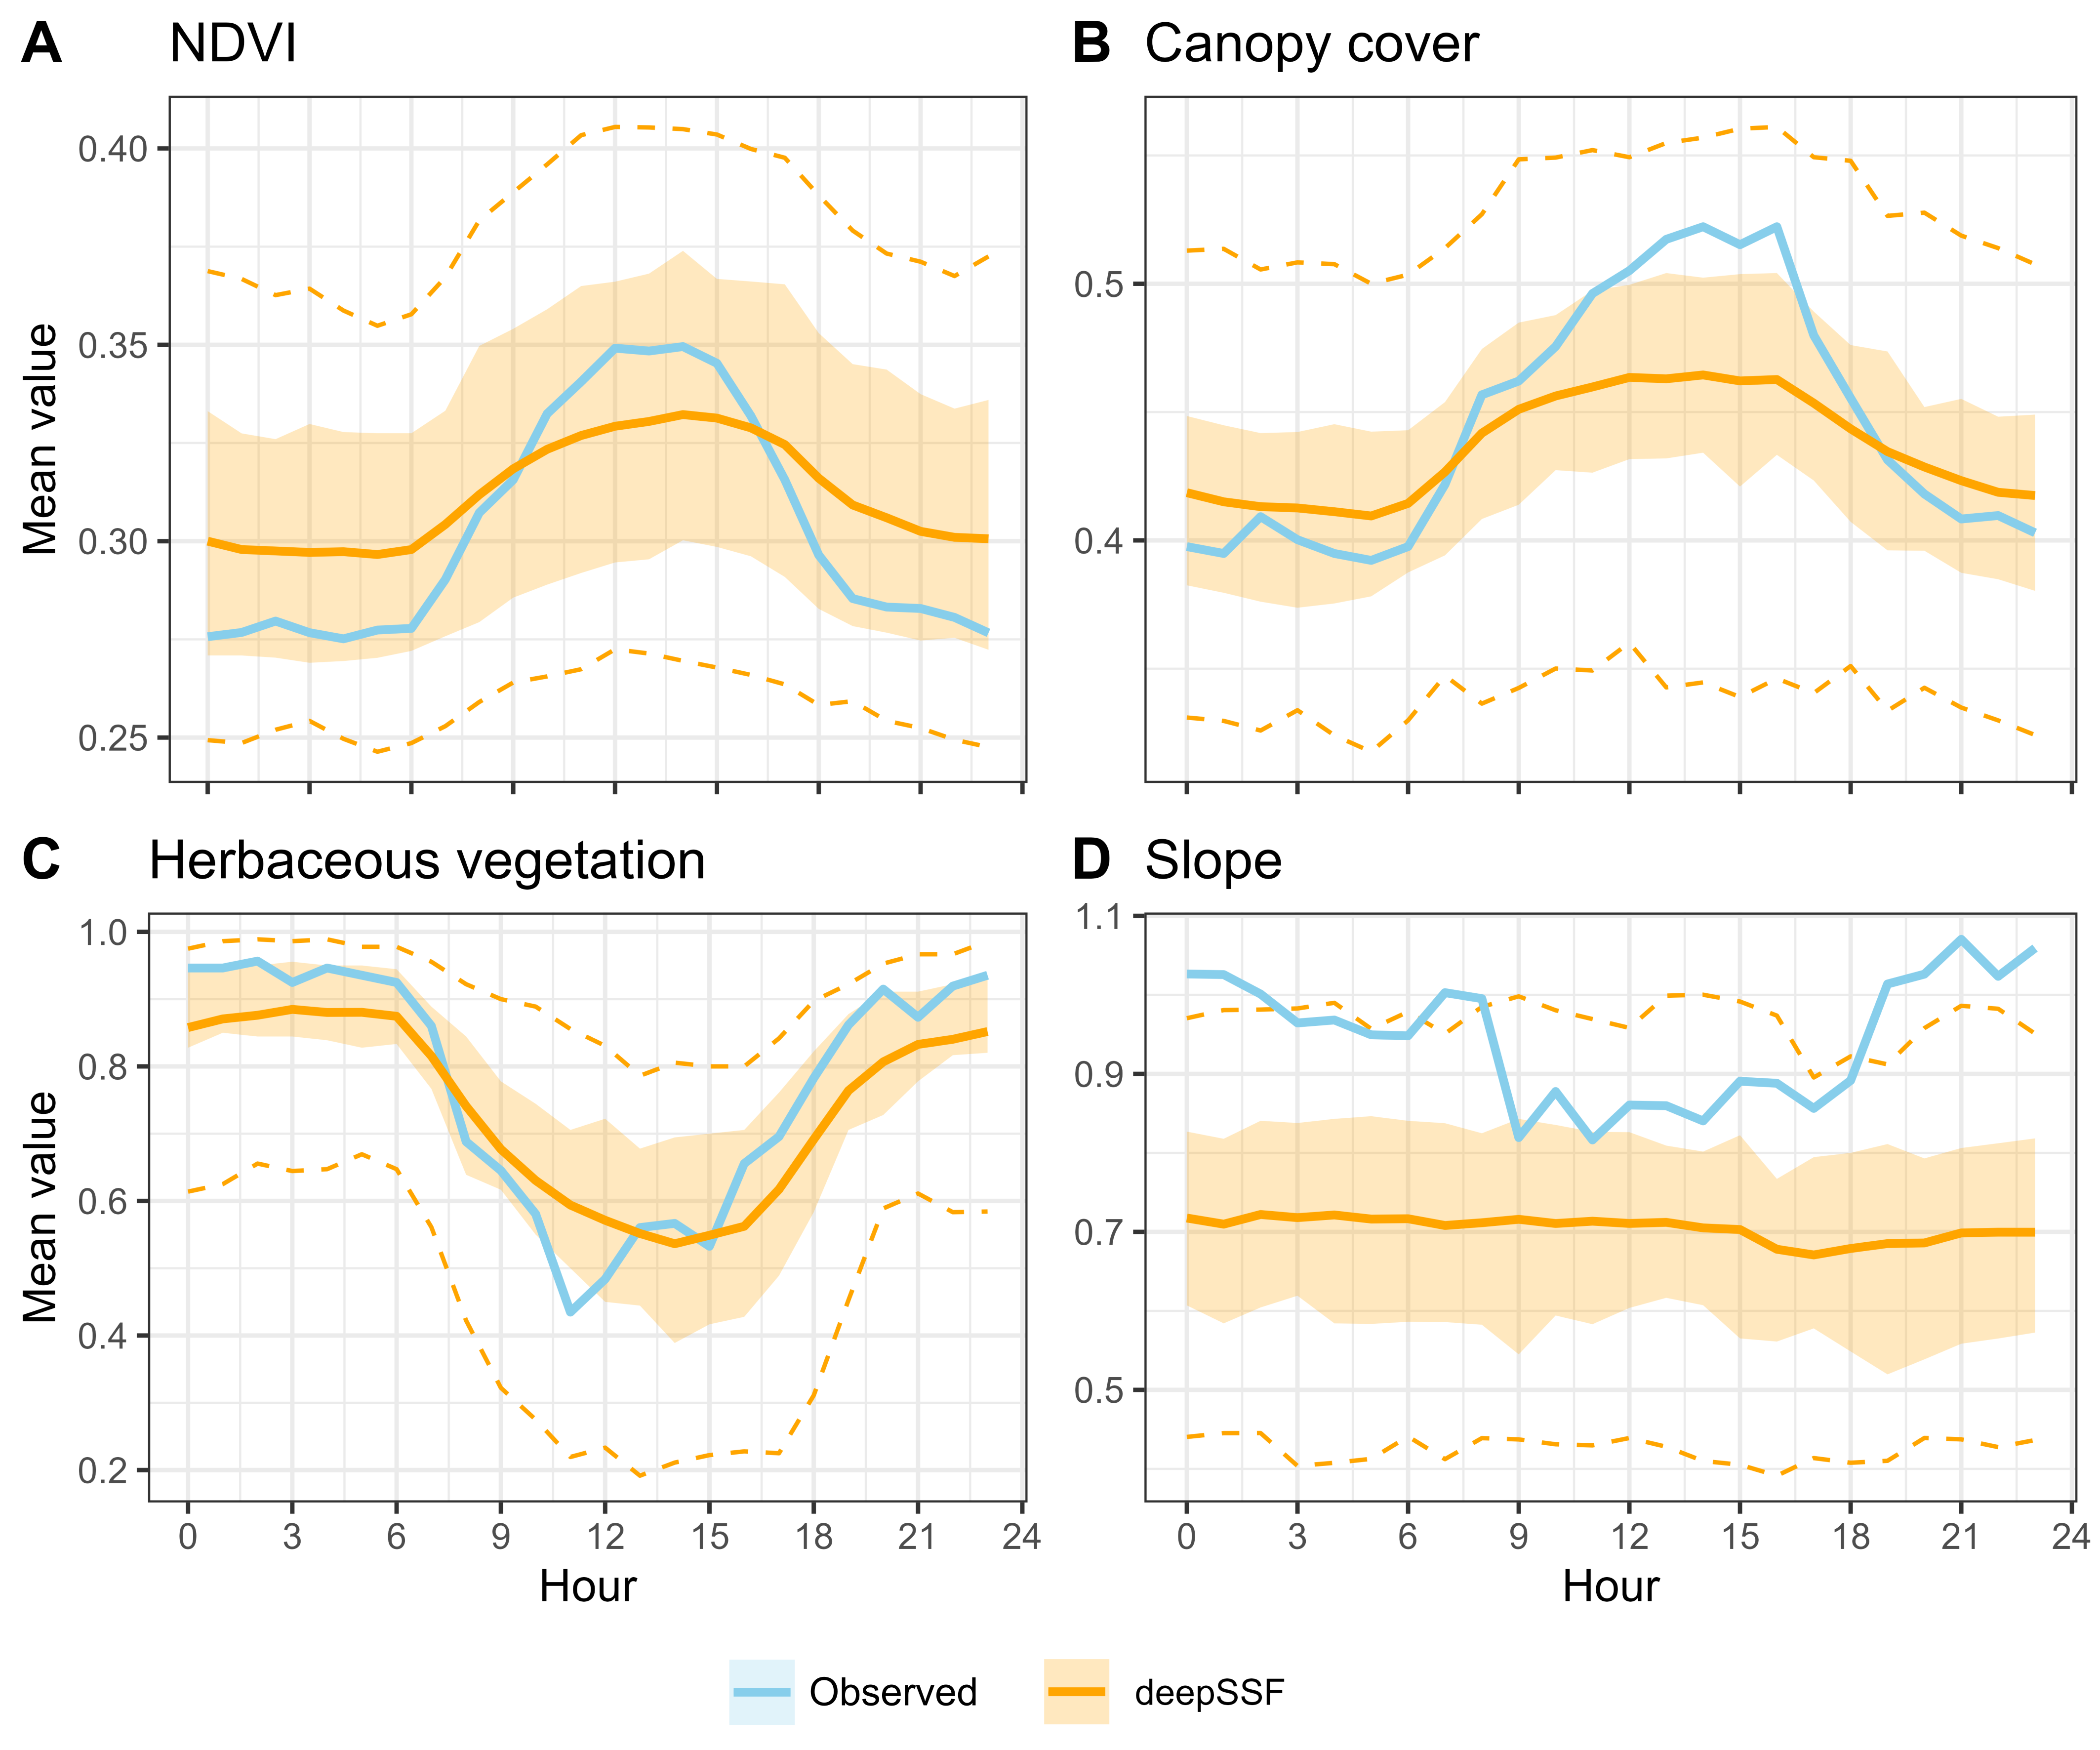 A NDVI
B Canopy cover
Mean value
0.40
0.35
0.30
0.25
0.5
0.4
C Herbaceous vegetation
D Slope
Mean value
1.0
0.8
0.6
0.4
0.2
0 3 6 9 12 15 18 21 24
Hour
1.1
0.9
0.7
0.5
0 3 6 9 12 15 18 21 24
Hour
Observed deepSSF